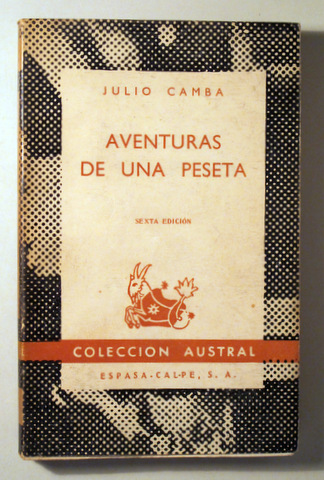 JULIO CAMBA
AVENTURAS
DE UNA PESETA
SEXTA EDICIÓN
COLECCION AUSTRAL
ESPASA-CALPE, S. A.